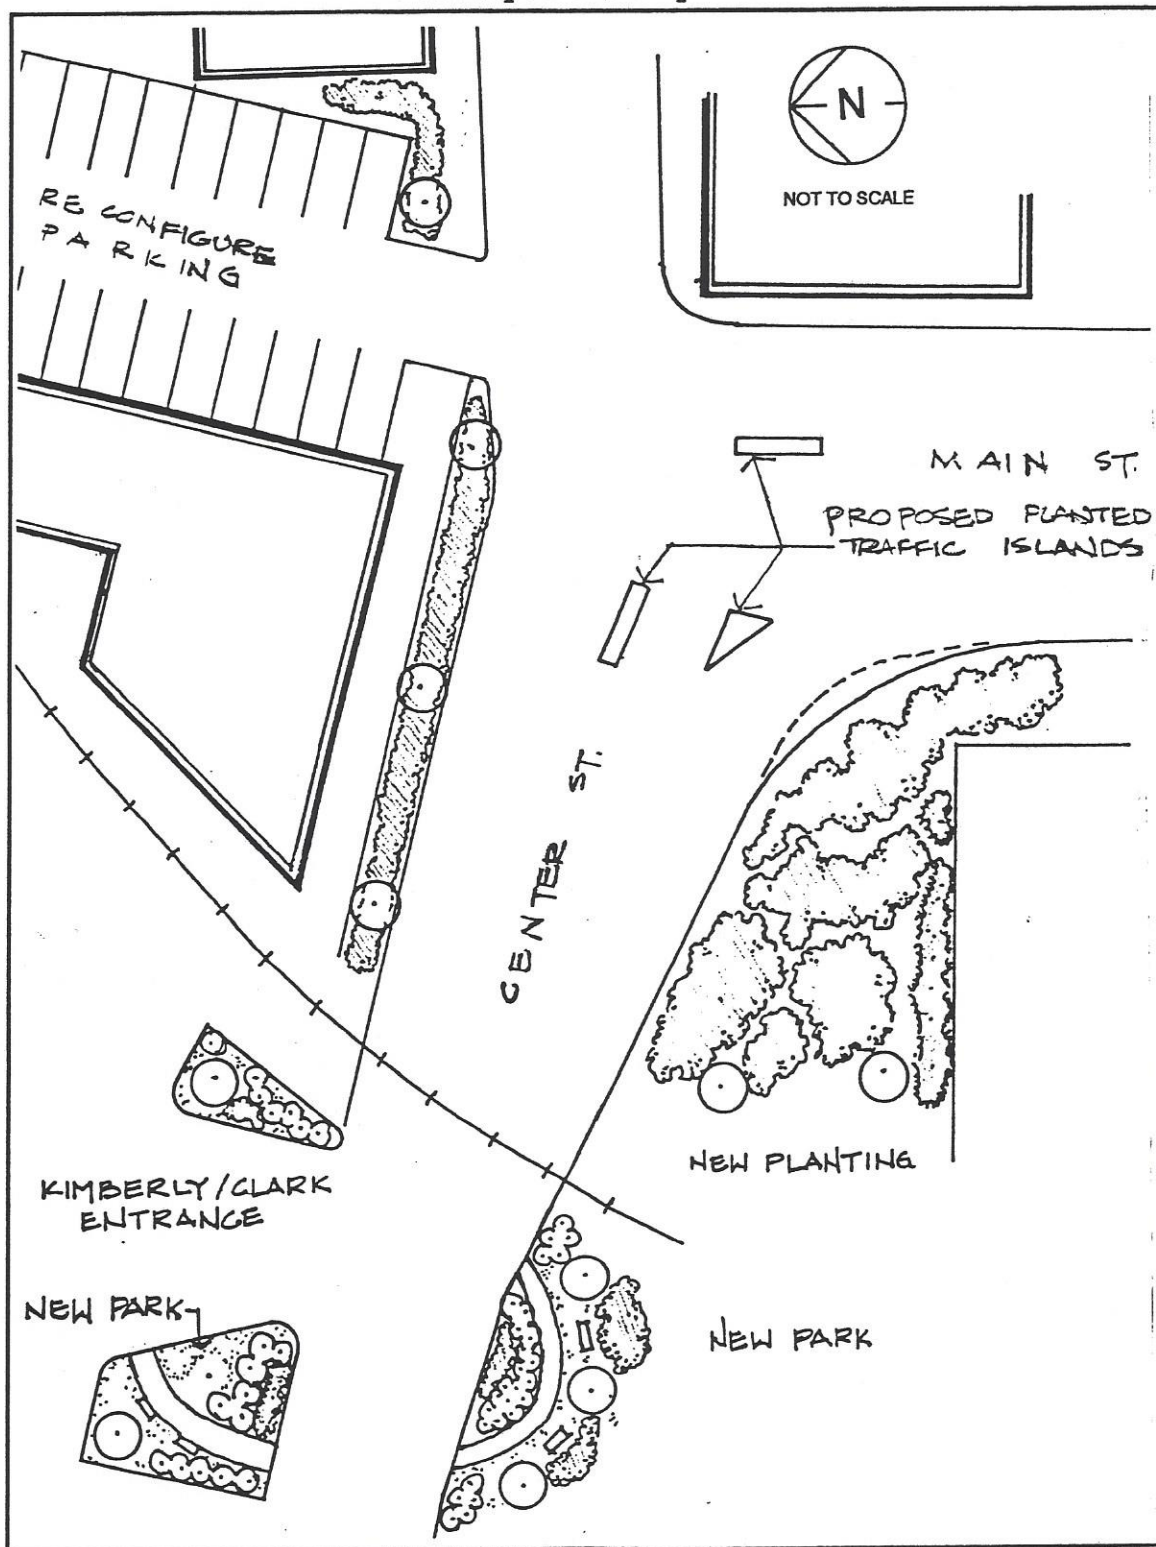 N
NOT TO SCALE
RE CONFIGURE
PARKING
MAIN ST.
PROPOSED PLANTED
TRAFFIC ISLANDS
CENTER ST.
NEW PLANTING
KIMBERLY/CLARK
ENTRANCE
NEW PARK
NEW PARK